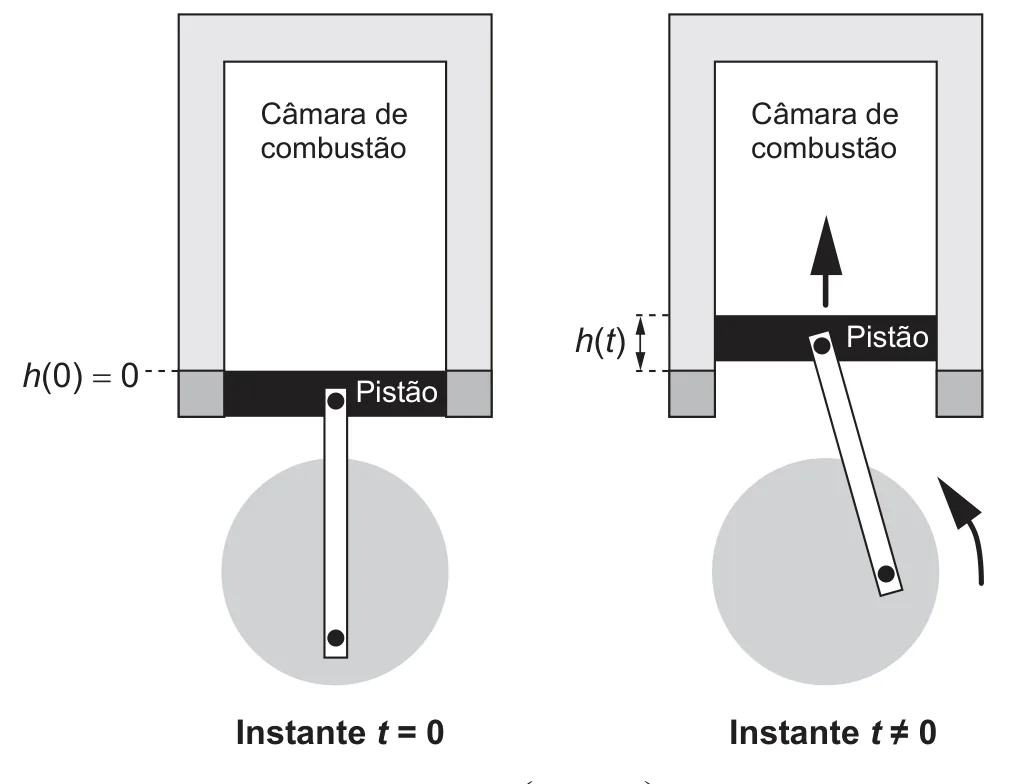 Câmara de
combustão
h(0) = 0
Pistão
Instante t = 0
Câmara de
combustão
h(t)
Pistão
Instante t ≠ 0